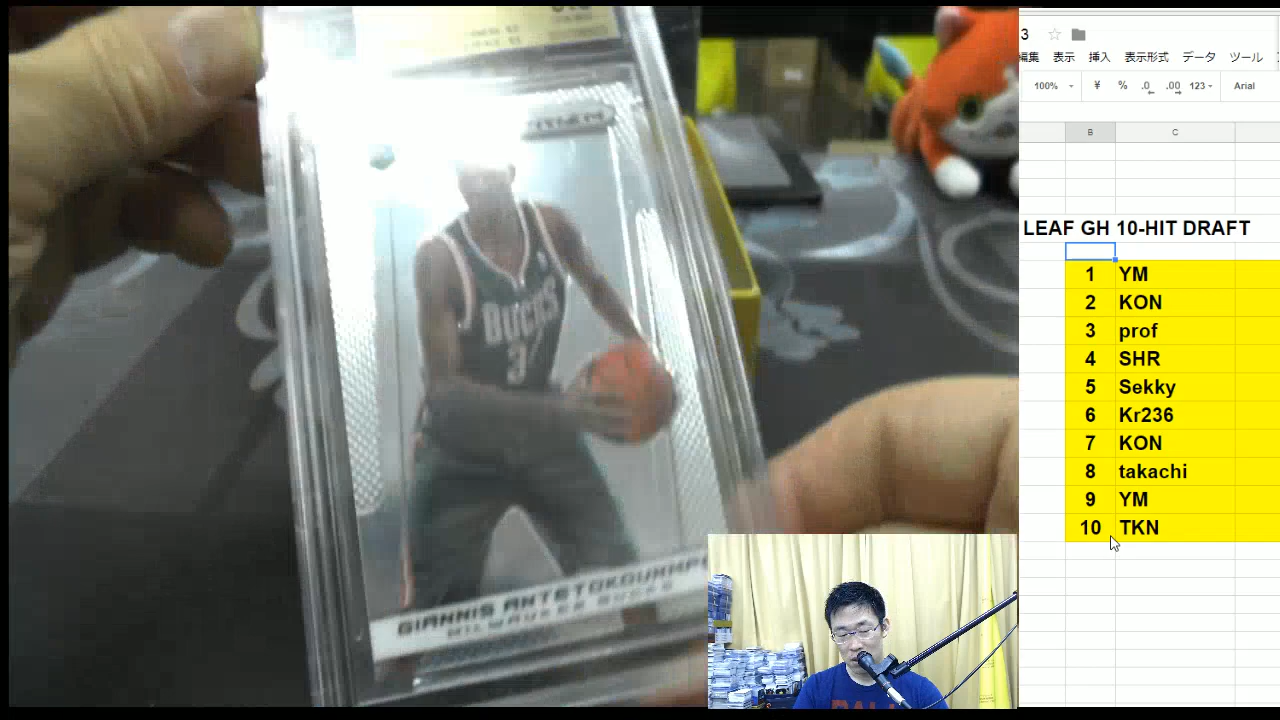 BUCKS
3
GIANNIS ANTETOKOUNMP
MILWAUKEE BUCKS
3
編集 表示 挿入 表示形式 データ ツール
100% ¥ % .0 .00 123 Arial
B C
LEAF GH 10-HIT DRAFT
1 YM
2 KON
3 prof
4 SHR
5 Sekky
6 Kr236
7 KON
8 takachi
9 YM
10 TKN